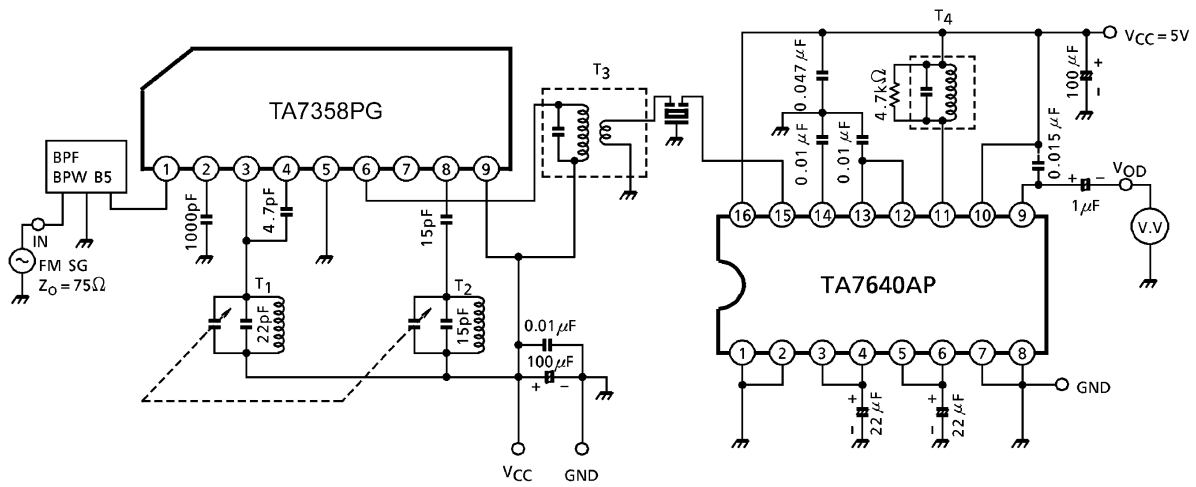 T4
VCC = 5V
T3
0.047 μF
4.7kΩ
100 μF
+
-
TA7358PG
0.01 μF
0.01 μF
0.015 μF
BPF
BPW B5
1 2 3 4 5 6 7 8 9
VOD
+ -
1μF
16 15 14 13 12 11 10 9
1000pF
4.7pF
15pF
V.V
IN
FM SG
ZO = 75Ω
T1
T2
TA7640AP
22pF
15pF
0.01μF
100μF
+ -
1 2 3 4 5 6 7 8
GND
+
-
22 μF
+
-
22 μF
VCC
GND